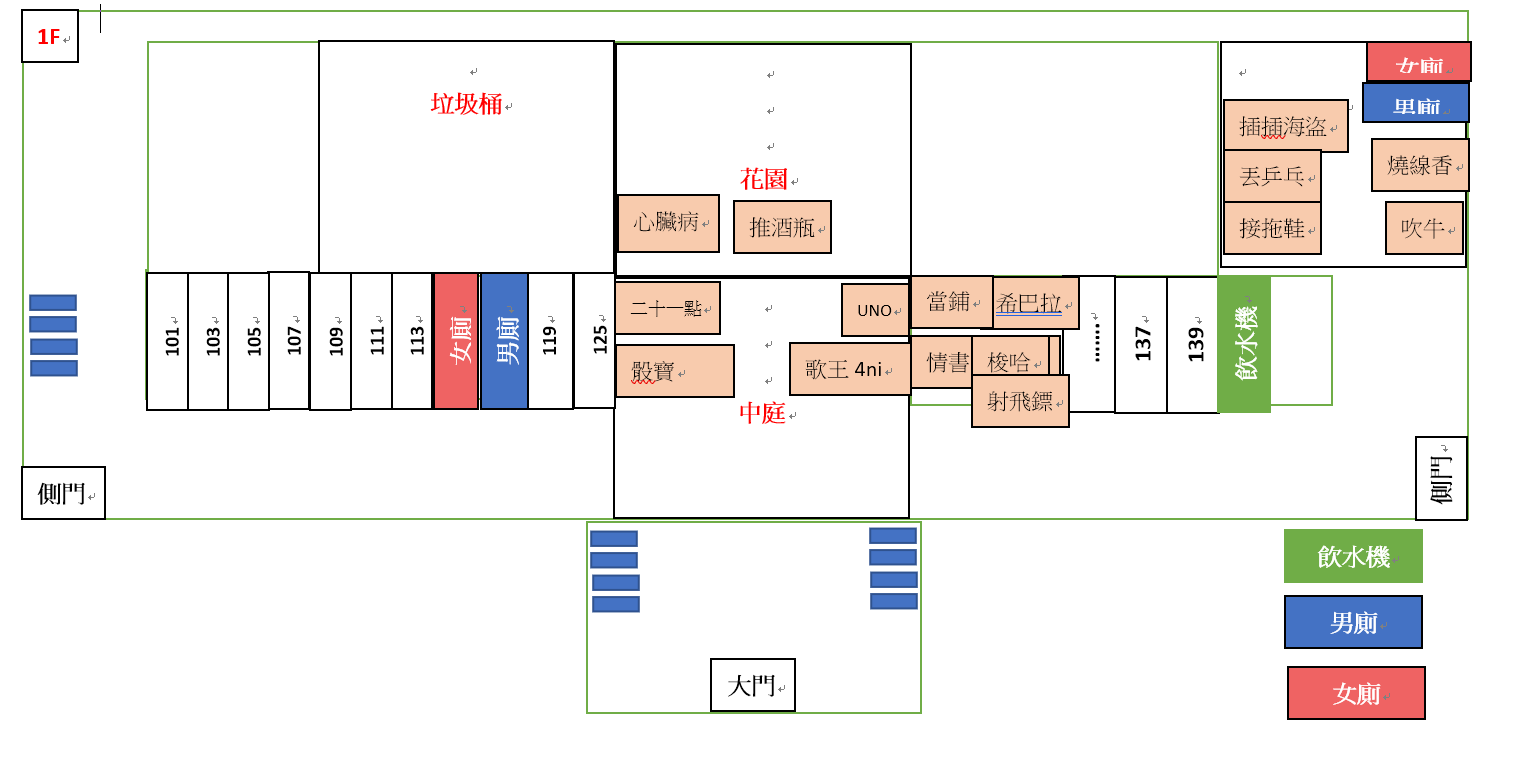 1F
女廁
男廁
垃圾桶
插插海盜
燒線香
丟乒乓
花園
心臟病
推酒瓶
接拖鞋
吹牛
101
103
105
107
109
111
113
女廁
男廁
119
125
二十一點
UNO
當鋪
希巴拉
.......
137
139
飲水機
骰寶
歌王 4ni
情書
梭哈
射飛鏢
中庭
側門
側門
飲水機
男廁
女廁
大門